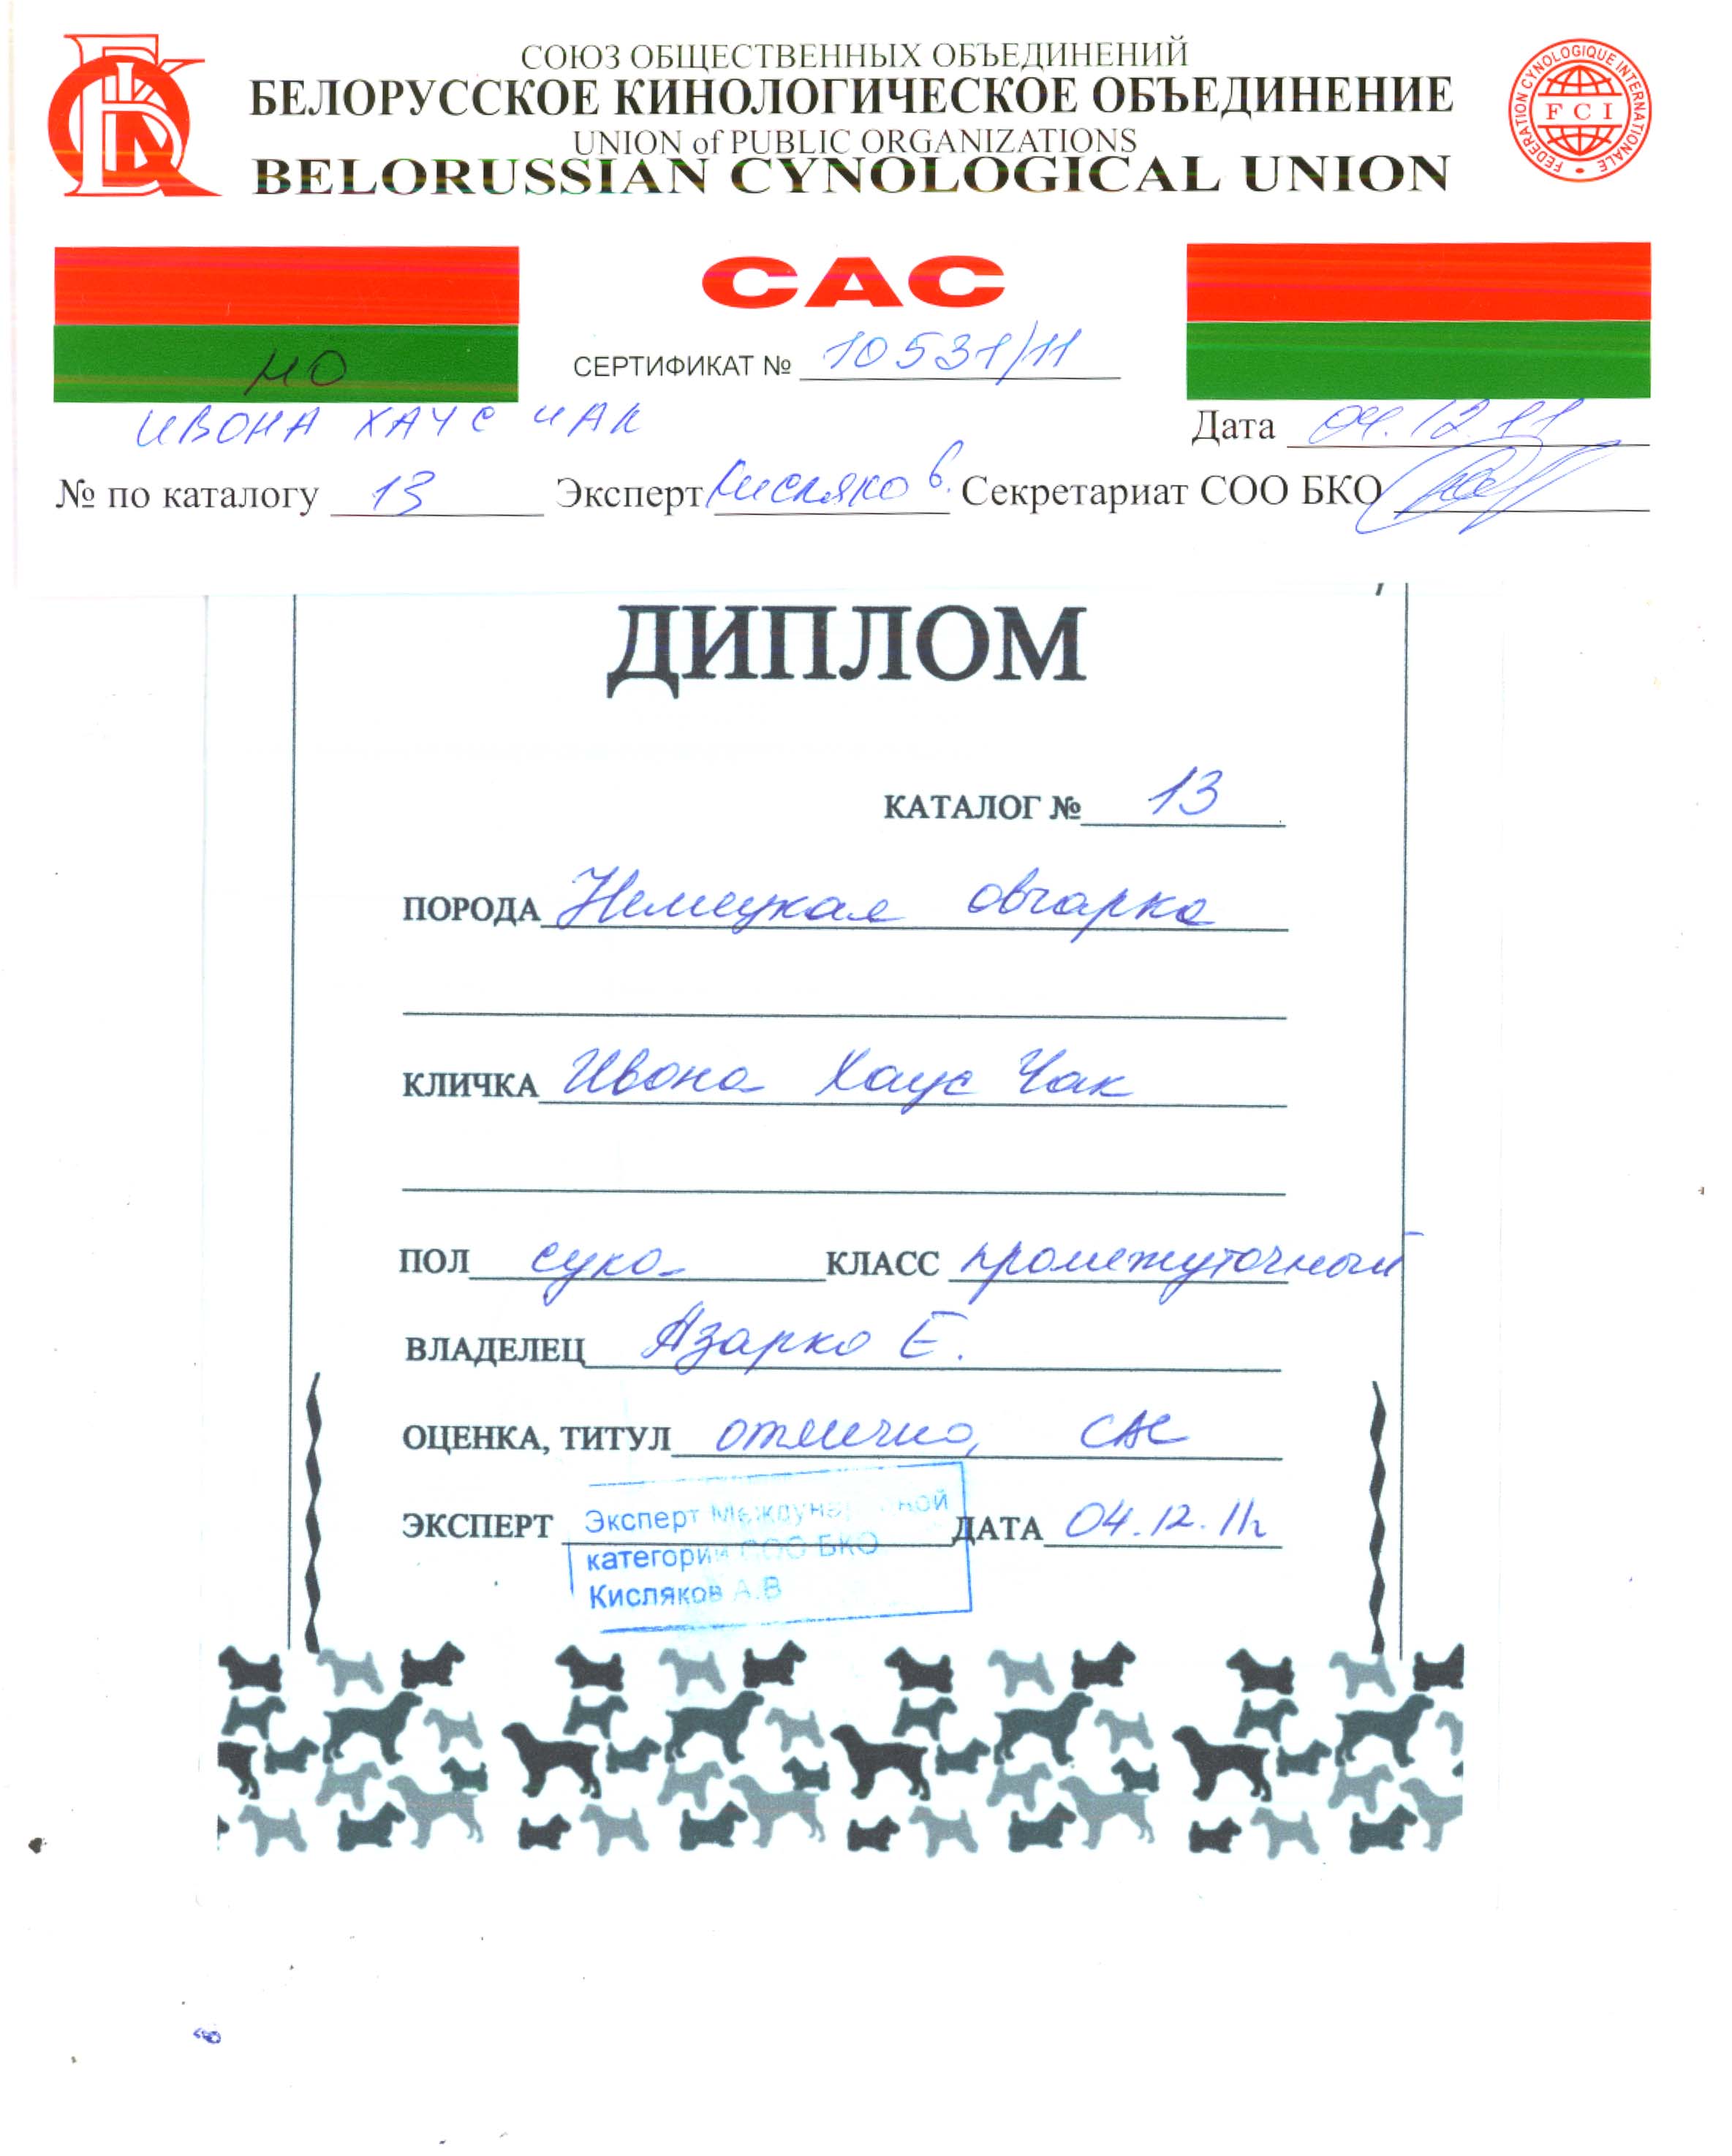 СОЮЗ ОБЩЕСТВЕННЫХ ОБЪЕДИНЕНИЙ
БЕЛОРУССКОЕ КИНОЛОГИЧЕСКОЕ ОБЪЕДИНЕНИЕ
UNION of PUBLIC ORGANIZATIONS
BELORUSSIAN CYNOLOGICAL UNION
FEDERATION CYNOLOGIQUE INTERNATIONALE
FCI
CAC
НО
СЕРТИФИКАТ № 10531/11
ИВОНА ХАУС ЧАК
Дата 04.12.11
№ по каталогу 13 Эксперт Кисляков. Секретариат СОО БКО
ДИПЛОМ
КАТАЛОГ № 13
ПОРОДА Немецкая овчарка
КЛИЧКА Ивона Хаус Чак
ПОЛ сука КЛАСС промежуточный
ВЛАДЕЛЕЦ Азарко Е.
ОЦЕНКА, ТИТУЛ отлично, САС
ЭКСПЕРТ Эксперт Международной ДАТА 04.12.11г
категории СОО БКО
Кисляков А.В